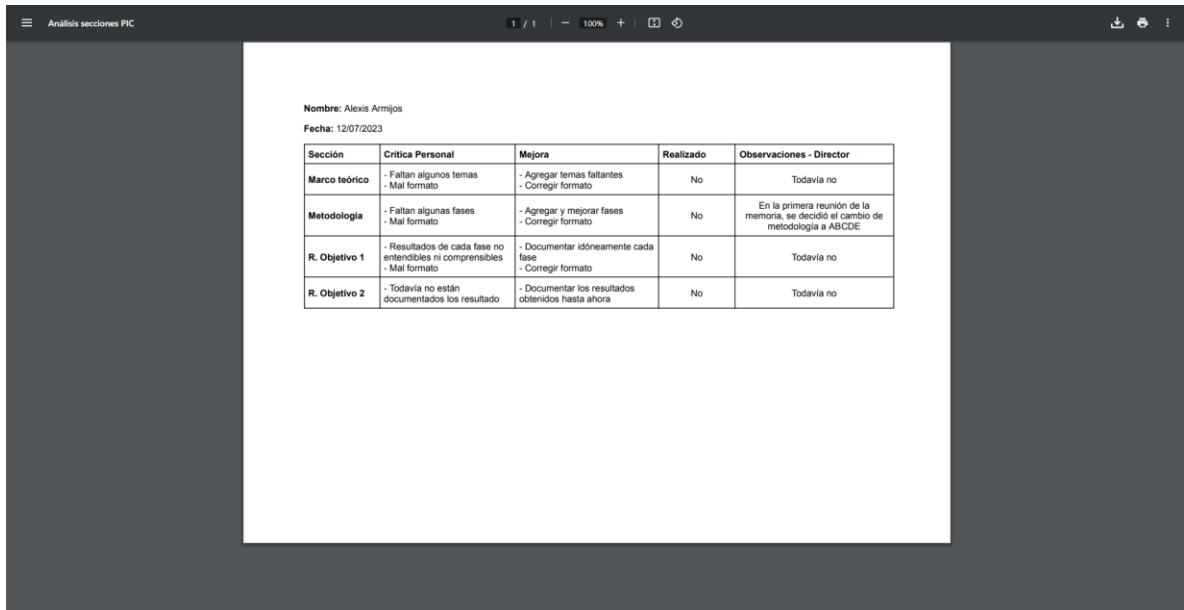 Análisis secciones PIC
1 / 1
100%
Nombre: Alexis Armijos
Fecha: 12/07/2023
Sección Crítica Personal Mejora Realizado Observaciones - Director
Marco teórico
- Faltan algunos temas
- Mal formato
- Agregar temas faltantes
- Corregir formato
No
Todavía no
Metodología
- Faltan algunas fases
- Mal formato
- Agregar y mejorar fases
- Corregir formato
No
En la primera reunión de la
memoria, se decidió el cambio de
metodología a ABCDE
R. Objetivo 1
- Resultados de cada fase no
entendibles ni comprensibles
- Mal formato
- Documentar idóneamente cada
fase
- Corregir formato
No
Todavía no
R. Objetivo 2
- Todavía no están
documentados los resultado
- Documentar los resultados
obtenidos hasta ahora
No
Todavía no